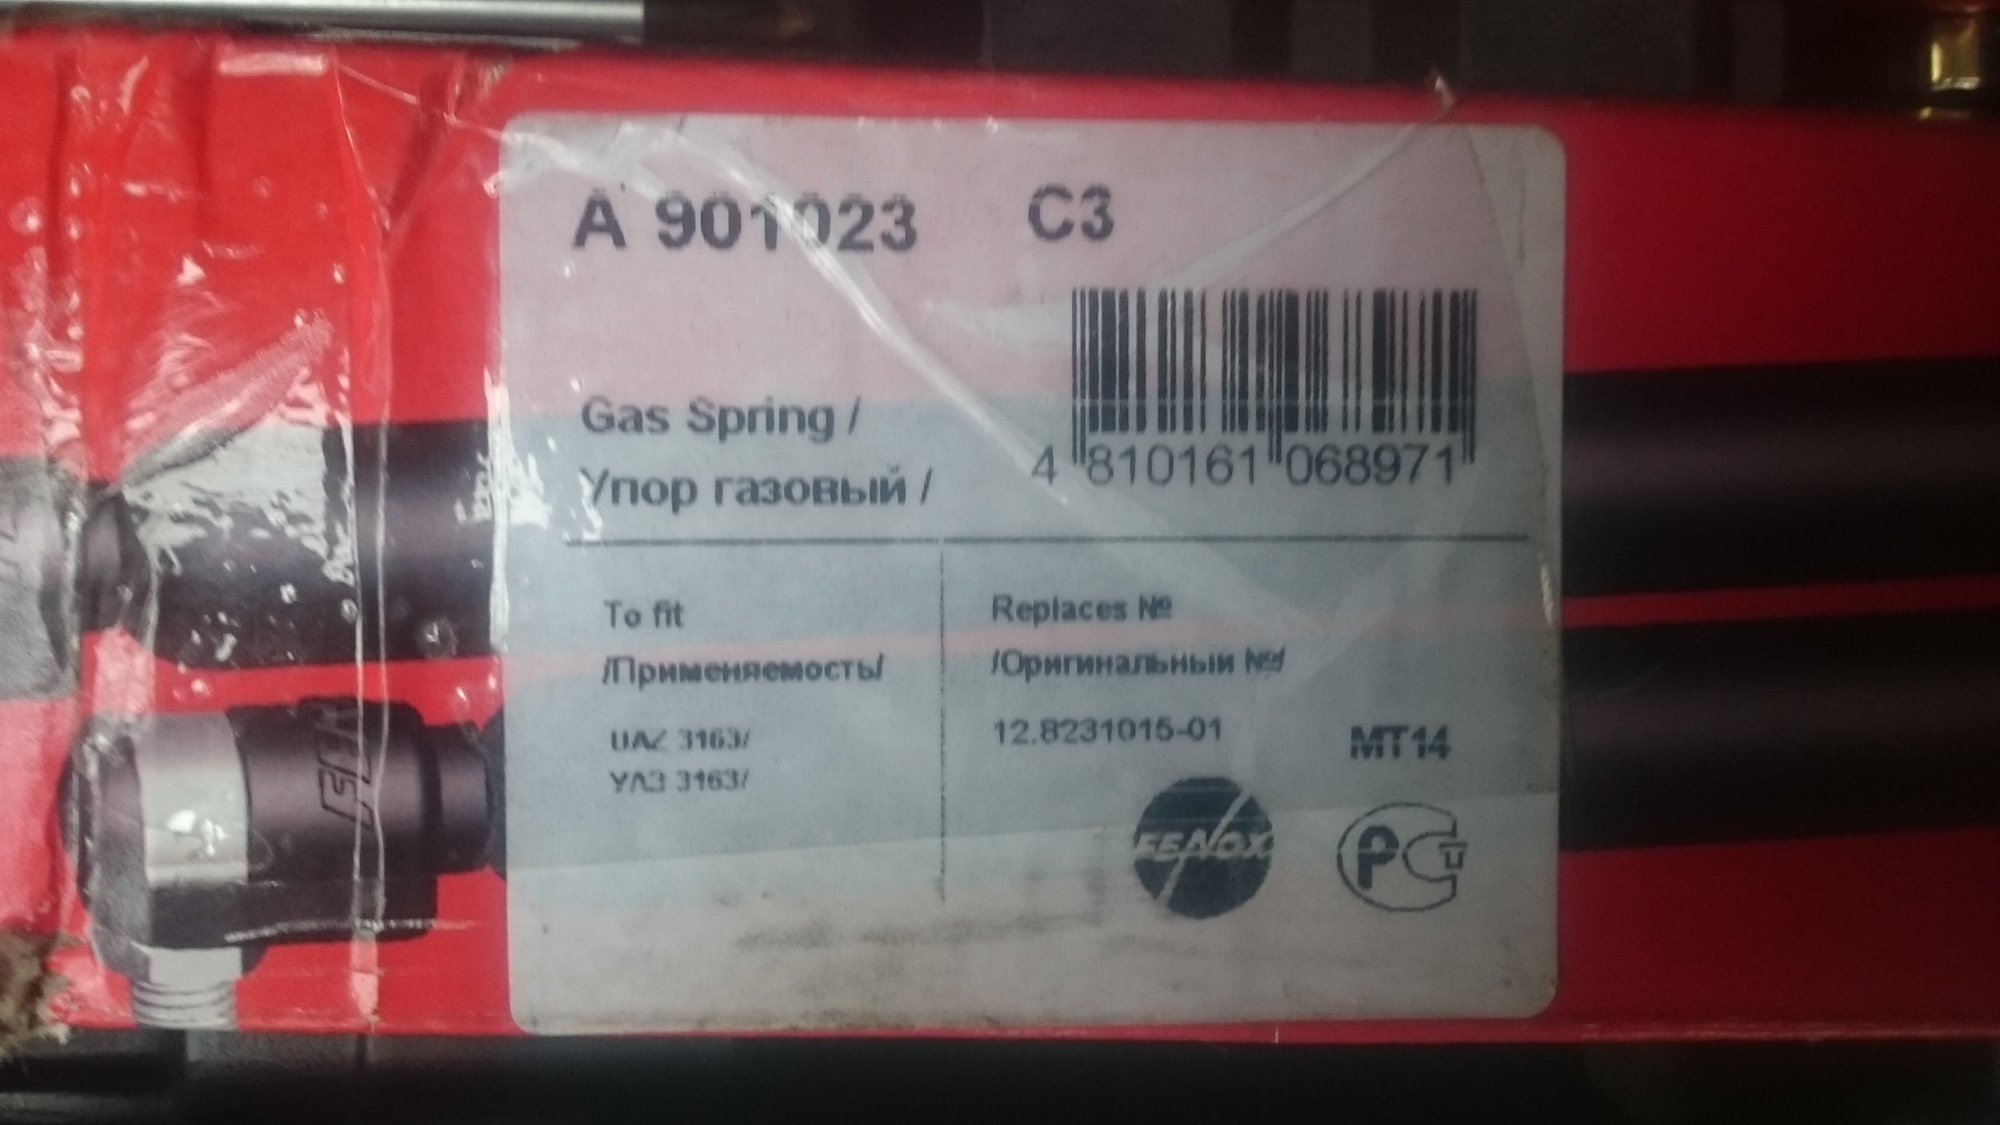 A 901023 C3
Gas Spring /
Упор газовый /
4 810161 068971
To fit
/Применяемость/
UAZ 3163/
УАЗ 3163/
Replaces №
/Оригинальный №/
12.8231015-01
MT14
FENOX
РСТ